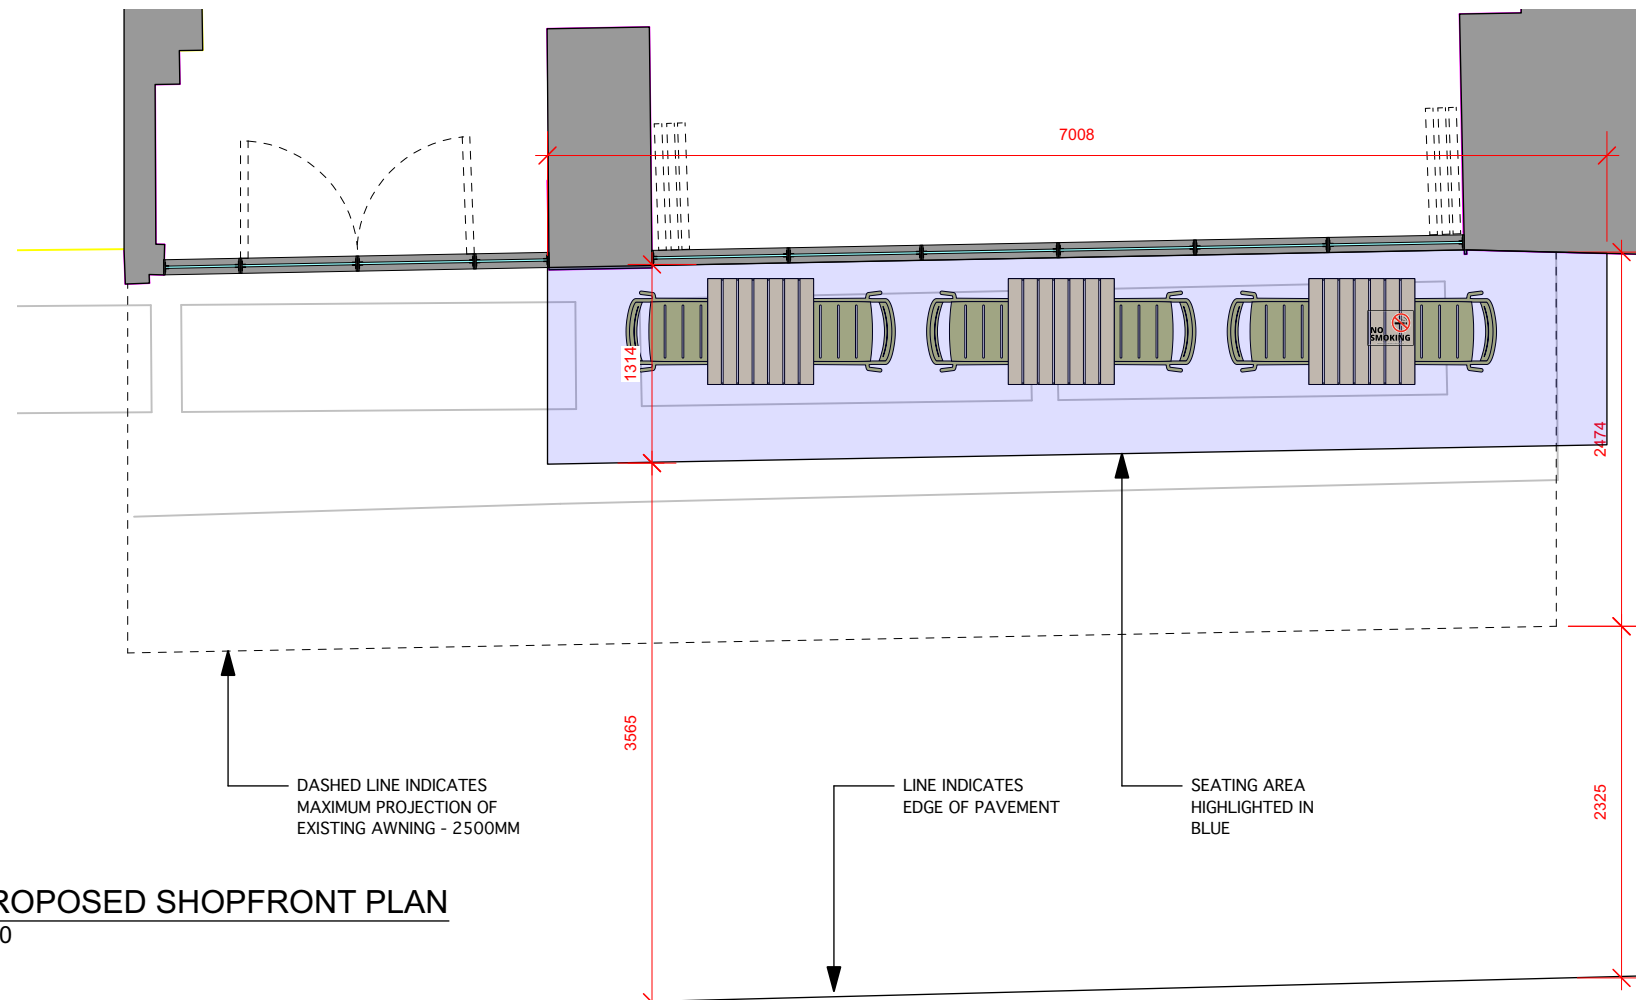 7008
NO
SMOKING
1314
2474
3565
2325
DASHED LINE INDICATES
MAXIMUM PROJECTION OF
EXISTING AWNING - 2500MM
LINE INDICATES
EDGE OF PAVEMENT
SEATING AREA
HIGHLIGHTED IN
BLUE
ROPOSED SHOPFRONT PLAN
0